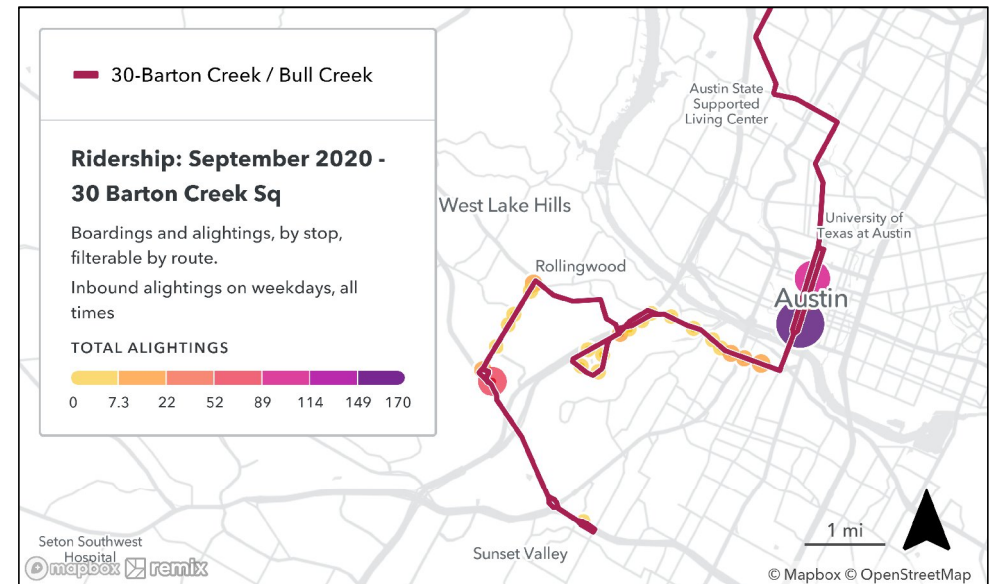 30-Barton Creek / Bull Creek
Ridership: September 2020 -
30 Barton Creek Sq
Boardings and alightings, by stop,
filterable by route.
Inbound alightings on weekdays, all
times
TOTAL ALIGHTINGS
0 7.3 22 52 89 114 149 170
Austin State
Supported
Living Center
West Lake Hills
University of
Texas at Austin
Rollingwood
Austin
Sunset Valley
Seton Southwest
Hospital
mapbox remix
1 mi
© Mapbox © OpenStreetMap